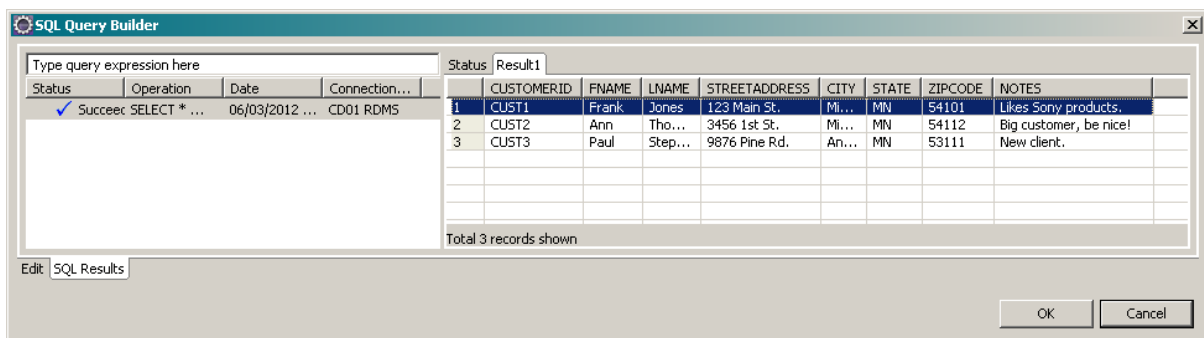 SQL Query Builder
Type query expression here
Status Operation Date Connection...
Succeed SELECT * ... 06/03/2012 ... CD01 RDMS
Status Result1
CUSTOMERID FNAME LNAME STREETADDRESS CITY STATE ZIPCODE NOTES
1 CUST1 Frank Jones 123 Main St. Mi... MN 54101 Likes Sony products.
2 CUST2 Ann Tho... 3456 1st St. Mi... MN 54112 Big customer, be nice!
3 CUST3 Paul Step... 9876 Pine Rd. An... MN 53111 New client.
Total 3 records shown
Edit SQL Results
OK Cancel